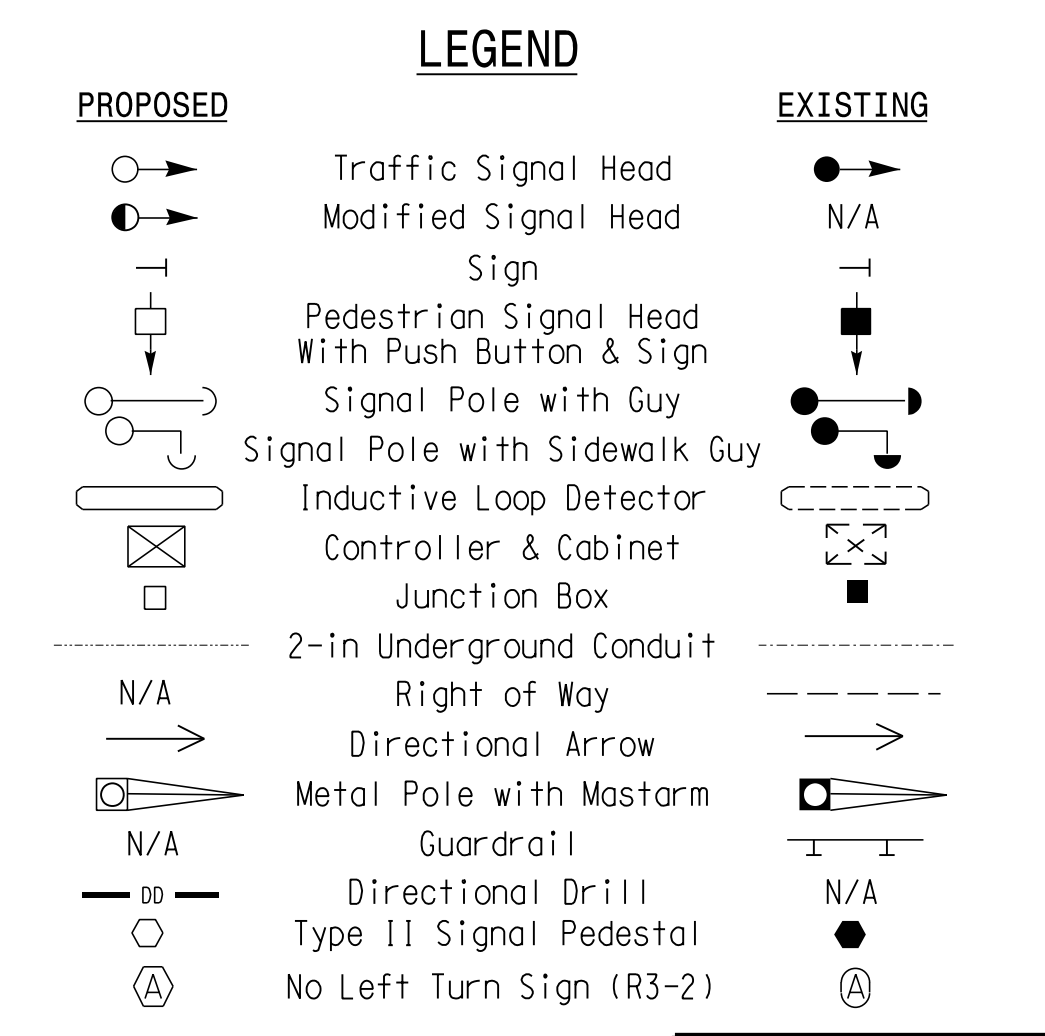 LEGEND
PROPOSED EXISTING
Traffic Signal Head
Modified Signal Head N/A
Sign
Pedestrian Signal Head
With Push Button & Sign
Signal Pole with Guy
Signal Pole with Sidewalk Guy
Inductive Loop Detector
Controller & Cabinet
Junction Box
2-in Underground Conduit
N/A Right of Way
Directional Arrow
Metal Pole with Mastarm
N/A Guardrail
DD Directional Drill N/A
Type II Signal Pedestal
A No Left Turn Sign (R3-2) A